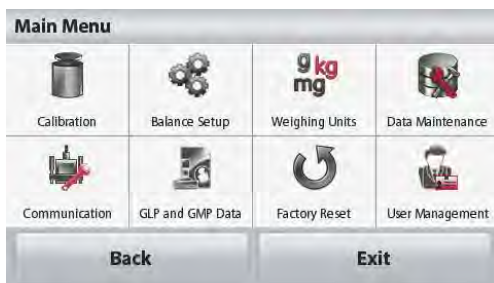 Main Menu
g kg
mg
Calibration Balance Setup Weighing Units Data Maintenance
Communication GLP and GMP Data Factory Reset User Management
Back Exit